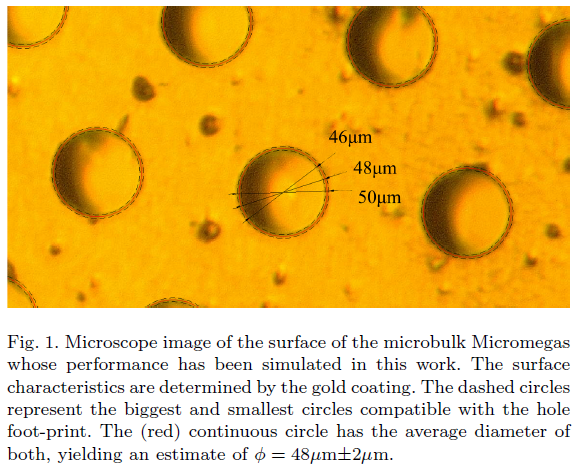 46μm
48μm
50μm
Fig. 1. Microscope image of the surface of the microbulk Micromegas
whose performance has been simulated in this work. The surface
characteristics are determined by the gold coating. The dashed circles
represent the biggest and smallest circles compatible with the hole
foot-print. The (red) continuous circle has the average diameter of
both, yielding an estimate of ϕ = 48μm±2μm.